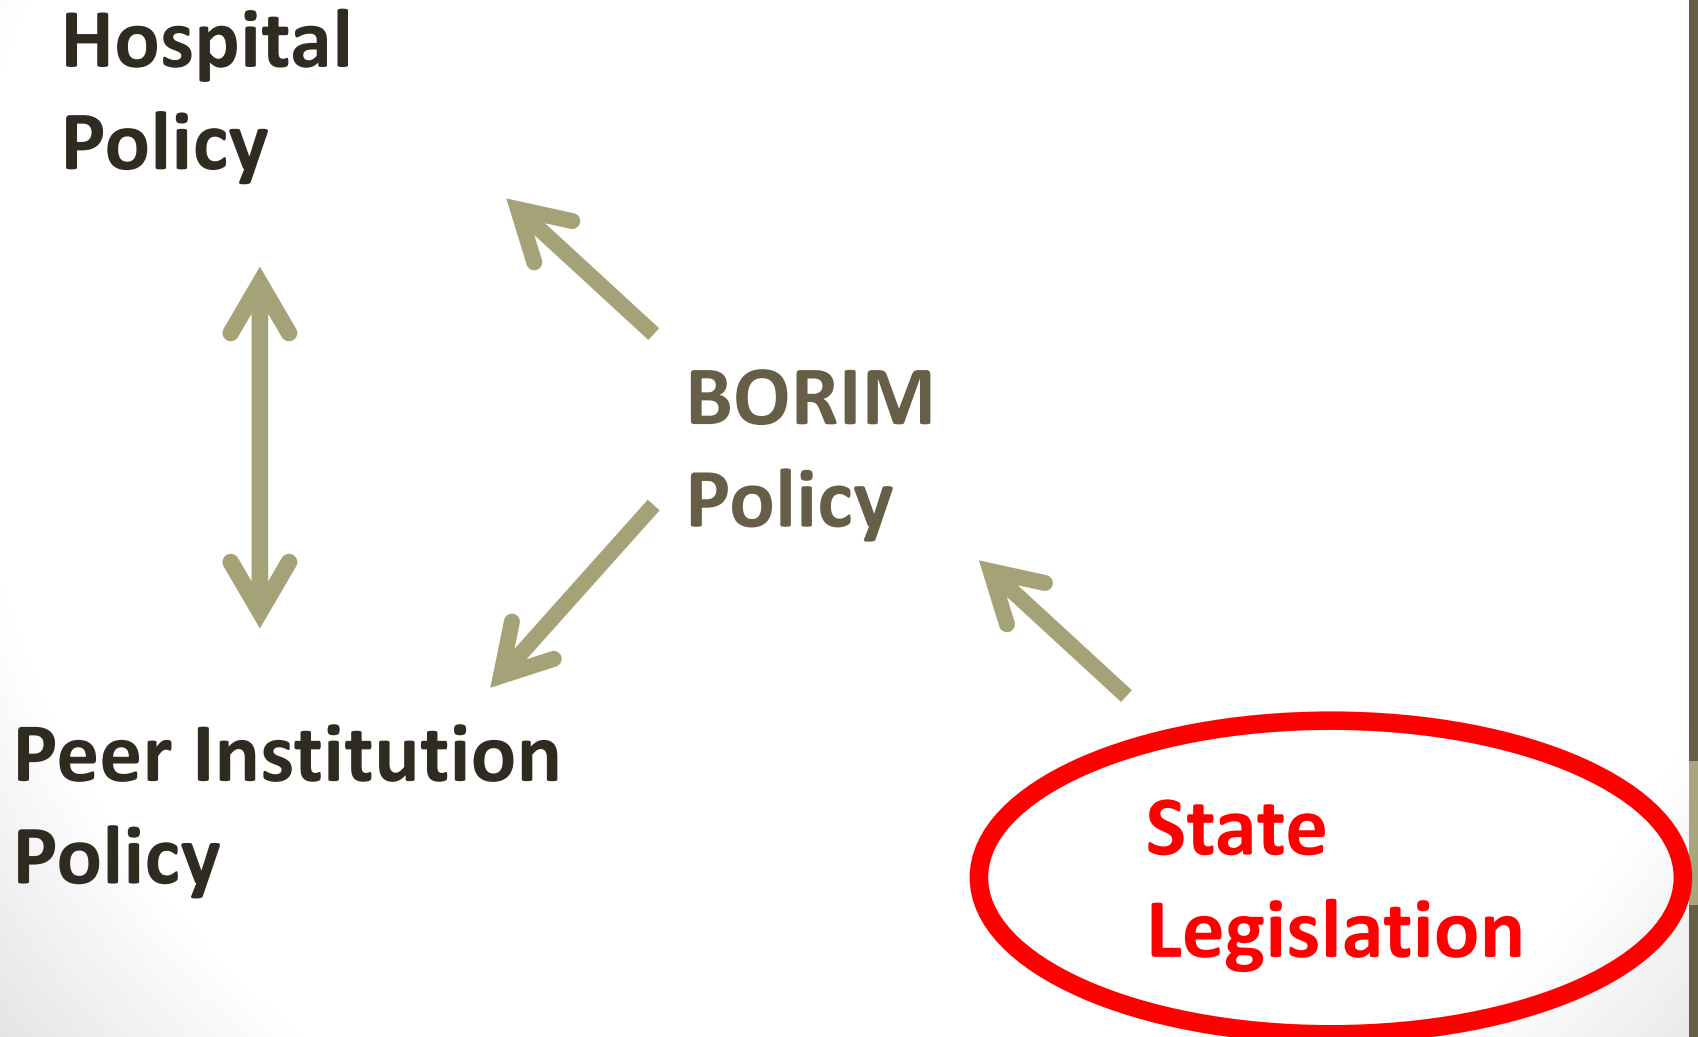 Hospital
Policy
BORIM
Policy
Peer Institution
Policy
State
Legislation